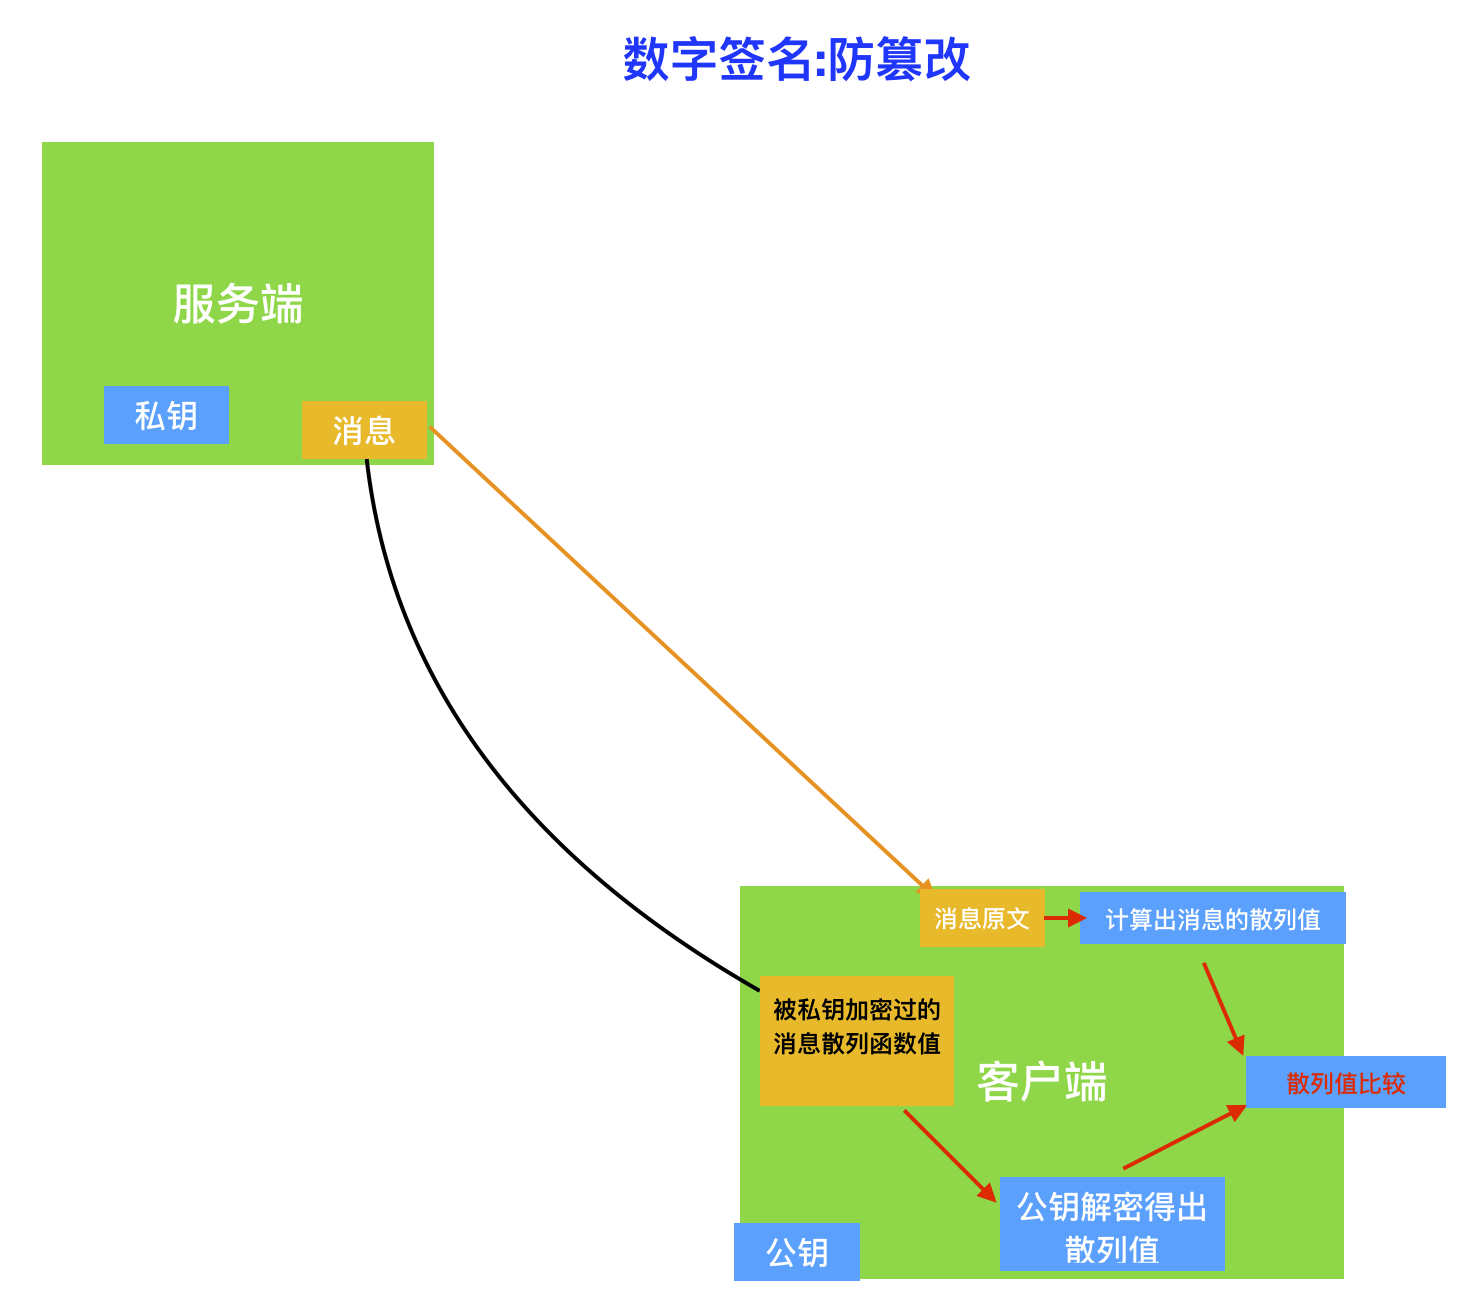 数字签名:防篡改
服务端
私钥
消息
消息原文
计算出消息的散列值
被私钥加密过的
消息散列函数值
客户端
散列值比较
公钥解密得出
散列值
公钥